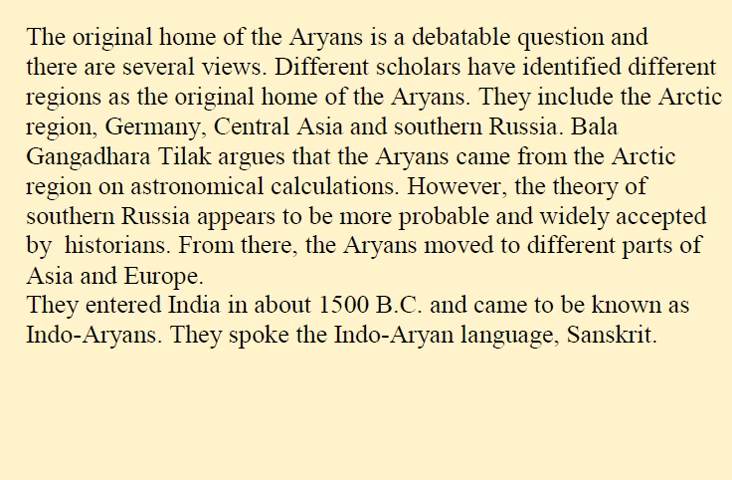 The original home of the Aryans is a debatable question and
there are several views. Different scholars have identified different
regions as the original home of the Aryans. They include the Arctic
region, Germany, Central Asia and southern Russia. Bala
Gangadhara Tilak argues that the Aryans came from the Arctic
region on astronomical calculations. However, the theory of
southern Russia appears to be more probable and widely accepted
by  historians. From there, the Aryans moved to different parts of
Asia and Europe.
They entered India in about 1500 B.C. and came to be known as
Indo-Aryans. They spoke the Indo-Aryan language, Sanskrit.